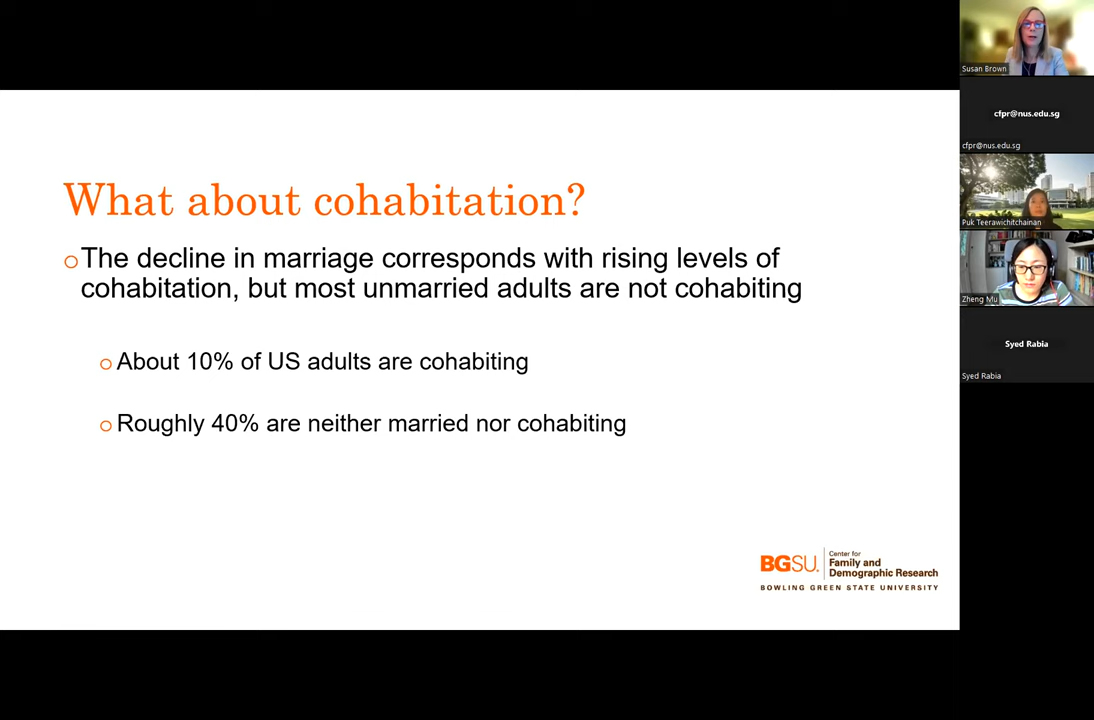 What about cohabitation?
The decline in marriage corresponds with rising levels of
cohabitation, but most unmarried adults are not cohabiting
About 10% of US adults are cohabiting
Roughly 40% are neither married nor cohabiting
BGSU.
Center for
Family and
Demographic Research
BOWLING GREEN STATE UNIVERSITY
Susan Brown
cfpr@nus.edu.sg
cfpr@nus.edu.sg
Puk Teerawichitchainan
Zheng Mu
Syed Rabia
Syed Rabia